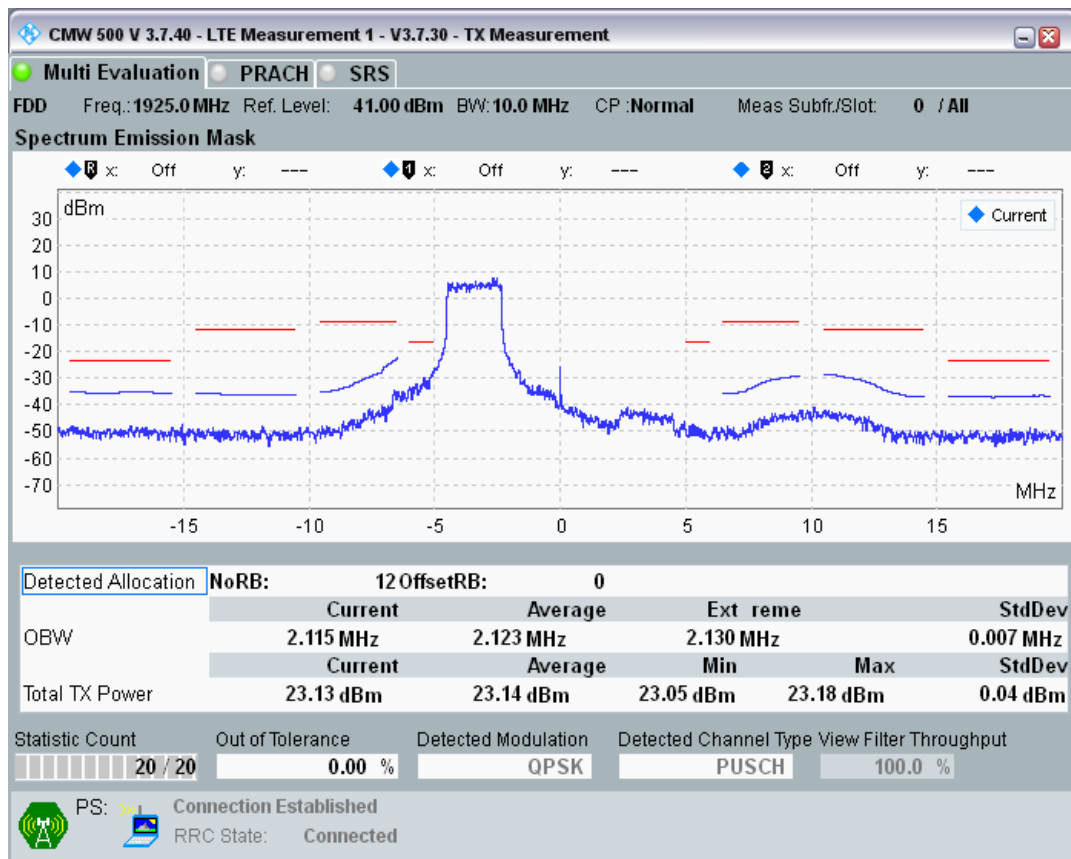 CMW 500 V 3.7.40 - LTE Measurement 1 - V3.7.30 - TX Measurement
Multi Evaluation PRACH SRS
FDD Freq.: 1925.0 MHz Ref. Level: 41.00 dBm BW: 10.0 MHz CP : Normal Meas Subfr./Slot: 0 / All
Spectrum Emission Mask
R x: Off y: --- 1 x: Off y: --- 2 x: Off y: ---
dBm
Current
30
20
10
0
-10
-20
-30
-40
-50
-60
-70
MHz
-15 -10 -5 0 5 10 15
Detected Allocation NoRB: 12 OffsetRB: 0
Current Average Ext reme StdDev
OBW 2.115 MHz 2.123 MHz 2.130 MHz 0.007 MHz
Current Average Min Max StdDev
Total TX Power 23.13 dBm 23.14 dBm 23.05 dBm 23.18 dBm 0.04 dBm
Statistic Count Out of Tolerance Detected Modulation Detected Channel Type View Filter Throughput
20 / 20 0.00 % QPSK PUSCH 100.0 %
PS: Connection Established
RRC State: Connected